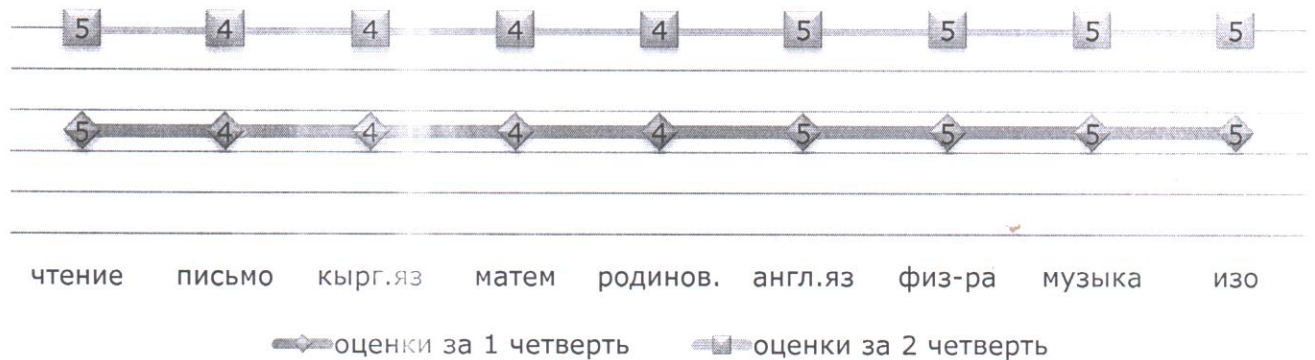 5 4 4 4 4 5 5 5 5
5 4 4 4 4 5 5 5 5
чтение письмо кырг.яз матем родинов. англ.яз физ-ра музыка изо
оценки за 1 четверть оценки за 2 четверть